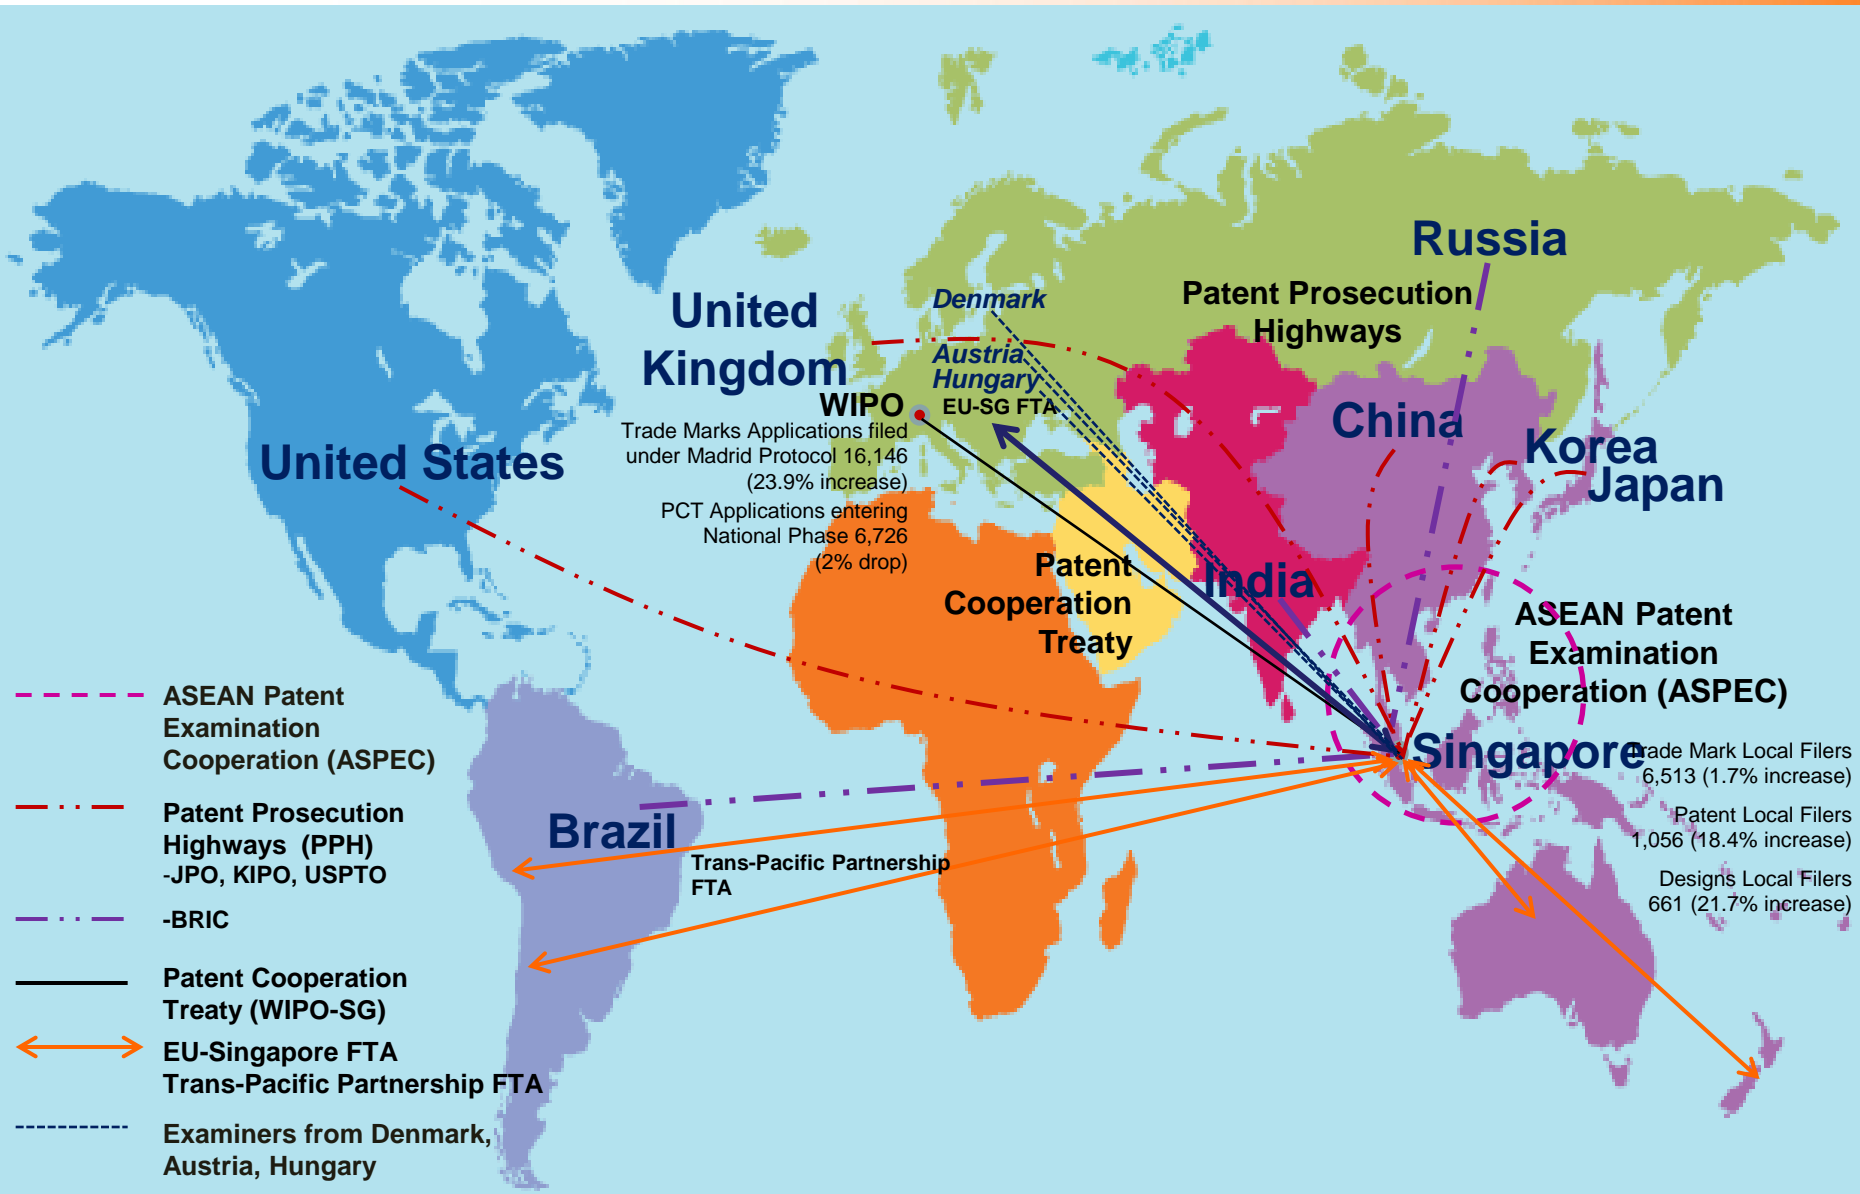 Russia
Patent Prosecution
Highways
United
Kingdom
Denmark
Austria
Hungary
WIPO
EU-SG FTA
Trade Marks Applications filed
under Madrid Protocol 16,146
(23.9% increase)
PCT Applications entering
National Phase 6,726
(2% drop)
United States
China
Korea
Japan
Patent
Cooperation
Treaty
India
ASEAN Patent
Examination
Cooperation (ASPEC)
Singapore
Trade Mark Local Filers
6,513 (1.7% increase)
Patent Local Filers
1,056 (18.4% increase)
Designs Local Filers
661 (21.7% increase)
Brazil
Trans-Pacific Partnership
FTA
ASEAN Patent
Examination
Cooperation (ASPEC)
Patent Prosecution
Highways (PPH)
-JPO, KIPO, USPTO
-BRIC
Patent Cooperation
Treaty (WIPO-SG)
EU-Singapore FTA
Trans-Pacific Partnership FTA
Examiners from Denmark,
Austria, Hungary